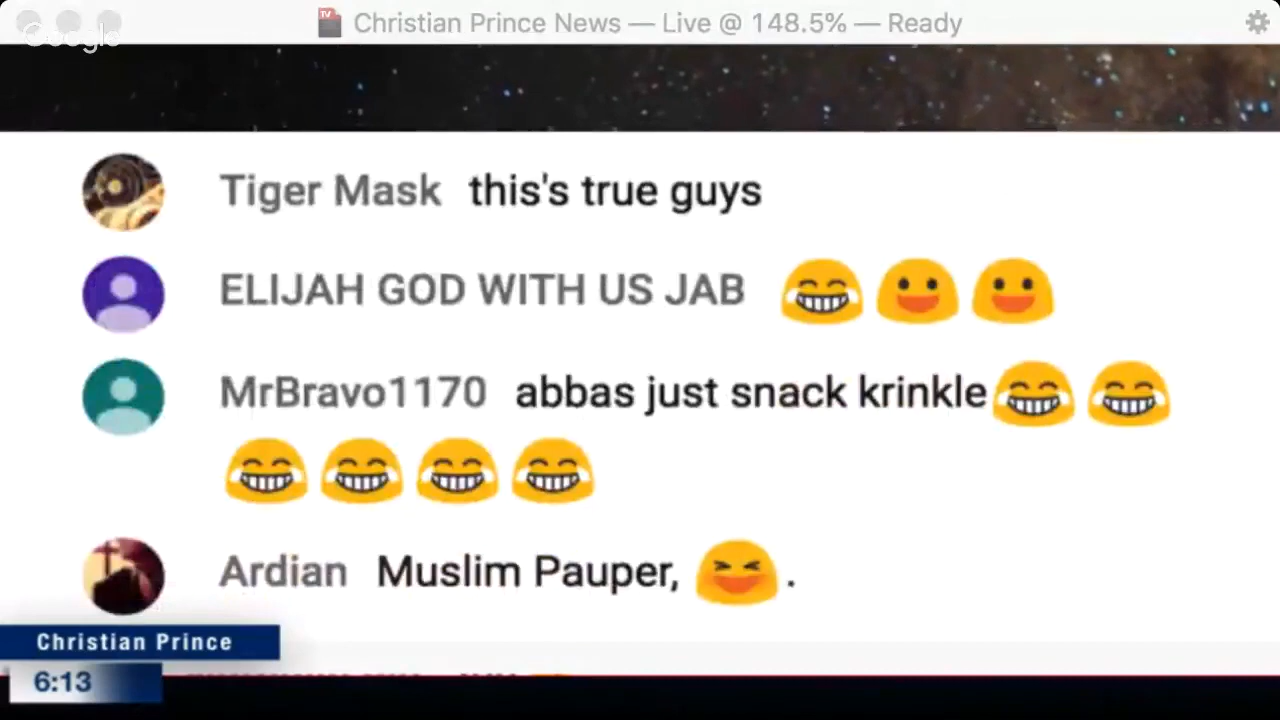 Christian Prince News — Live @ 148.5% — Ready
Google
Tiger Mask this's true guys
ELIJAH GOD WITH US JAB 😂 😃 😃
MrBravo1170 abbas just snack krinkle😂 😂
😂 😂 😂 😂
Ardian Muslim Pauper, 😆 .
Christian Prince
6:13